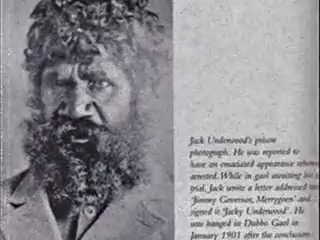 Jack Underwood's prison
photograph. He was reported to
have an emaciated appearance when
arrested. While in gaol awaiting his
trial, Jack wrote a letter addressed to
'Jimmy Governor, Merrygoen' and
signed it 'Jacky Underwood'. He
was hanged in Dubbo Gaol in
January 1901 after the conclusion